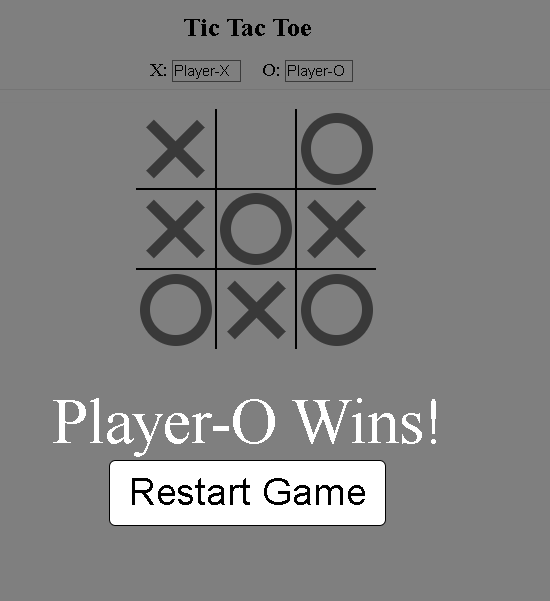 Tic Tac Toe
X: Player-X O: Player-O
Player-O Wins!
Restart Game